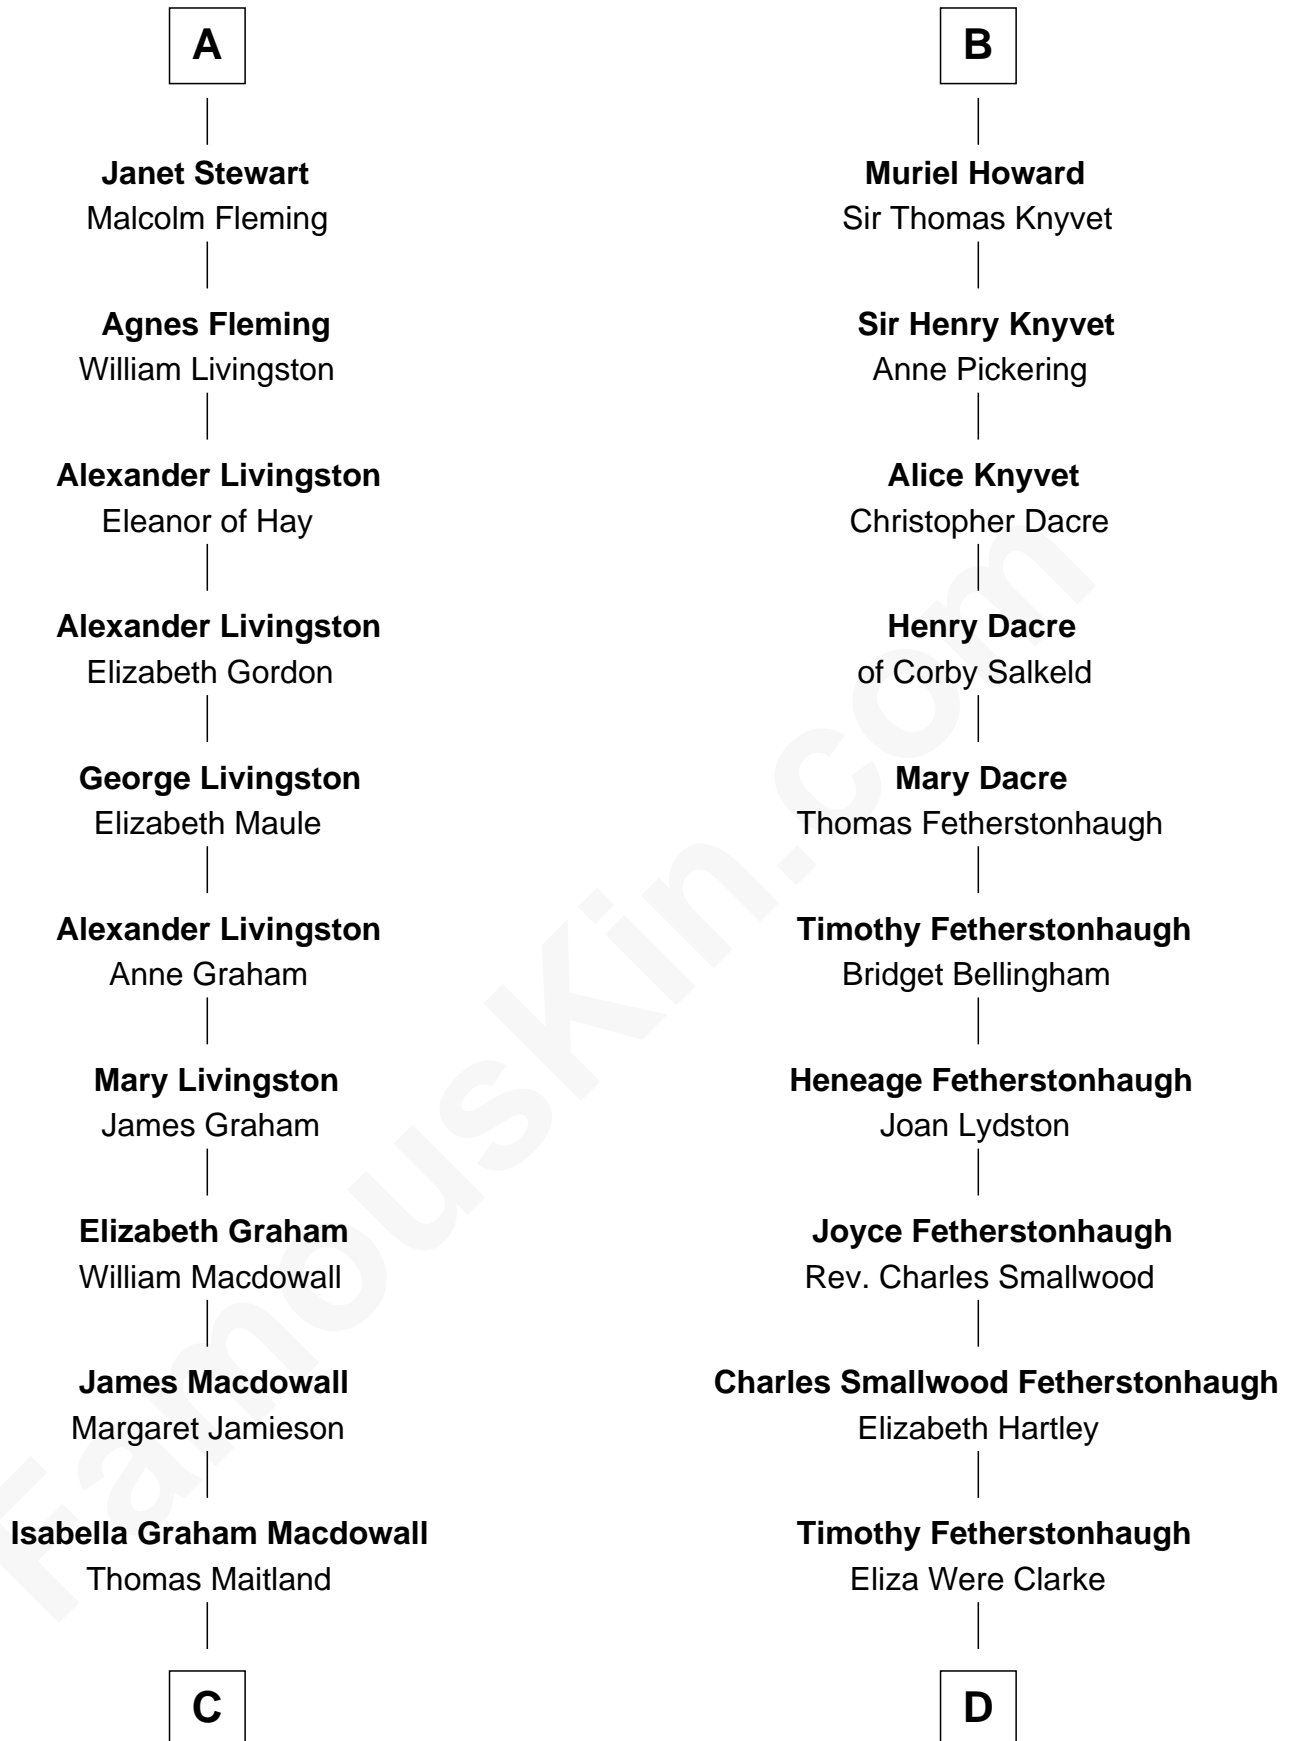 A
Janet Stewart
Malcolm Fleming
Agnes Fleming
William Livingston
Alexander Livingston
Eleanor of Hay
Alexander Livingston
Elizabeth Gordon
George Livingston
Elizabeth Maule
Alexander Livingston
Anne Graham
Mary Livingston
James Graham
Elizabeth Graham
William Macdowall
James Macdowall
Margaret Jamieson
Isabella Graham Macdowall
Thomas Maitland
C
B
Muriel Howard
Sir Thomas Knyvet
Sir Henry Knyvet
Anne Pickering
Alice Knyvet
Christopher Dacre
Henry Dacre
of Corby Salkeld
Mary Dacre
Thomas Fetherstonhaugh
Timothy Fetherstonhaugh
Bridget Bellingham
Heneage Fetherstonhaugh
Joan Lydston
Joyce Fetherstonhaugh
Rev. Charles Smallwood
Charles Smallwood Fetherstonhaugh
Elizabeth Hartley
Timothy Fetherstonhaugh
Eliza Were Clarke
D
FamousKin.com